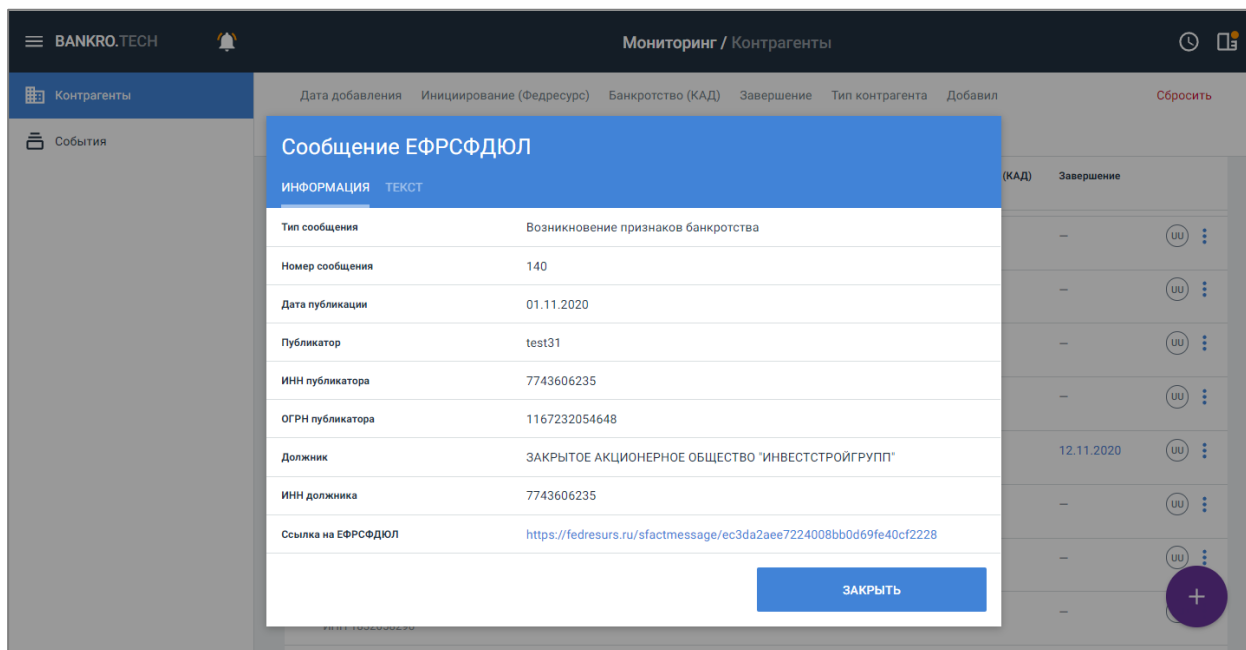 BANKRO.TECH
Мониторинг / Контрагенты
Контрагенты
Дата добавления Инициирование (Федресурс) Банкротство (КАД) Завершение Тип контрагента Добавил Сбросить
События
Сообщение ЕФРСФДЮЛ
ИНФОРМАЦИЯ ТЕКСТ
(КАД) Завершение
Тип сообщения Возникновение признаков банкротства
– UU
Номер сообщения 140
– UU
Дата публикации 01.11.2020
Публикатор test31
– UU
ИНН публикатора 7743606235
– UU
ОГРН публикатора 1167232054648
Должник ЗАКРЫТОЕ АКЦИОНЕРНОЕ ОБЩЕСТВО "ИНВЕСТСТРОЙГРУПП"
12.11.2020 UU
ИНН должника 7743606235
– UU
Ссылка на ЕФРСФДЮЛ https://fedresurs.ru/sfactmessage/ec3da2aee7224008bb0d69fe40cf2228
– UU
ЗАКРЫТЬ
+
–